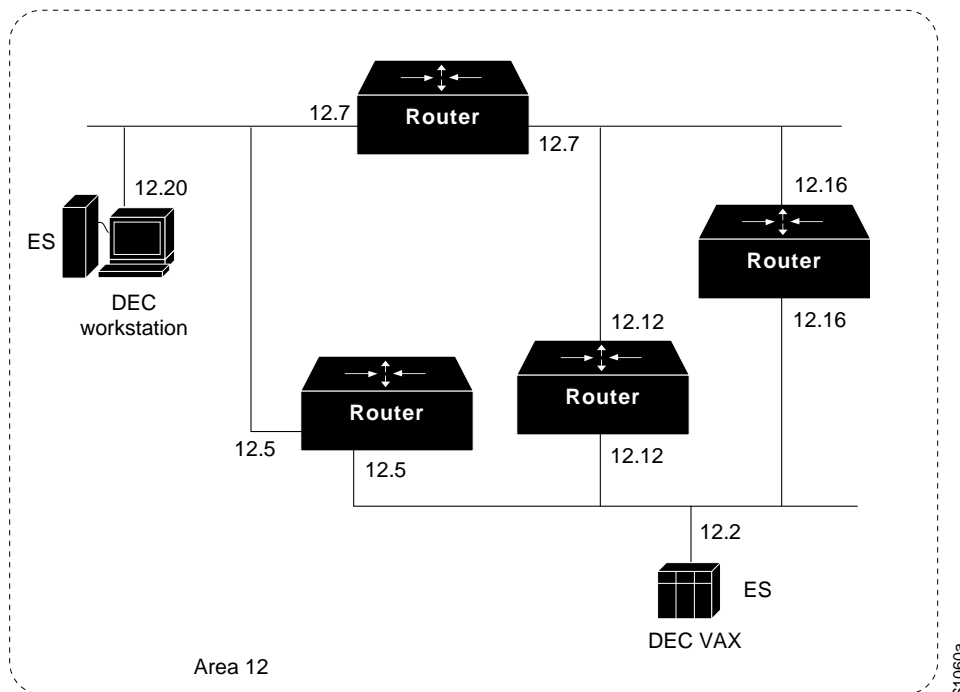 Router
12.7
12.7
12.20
12.16
ES
Router
DEC
workstation
12.16
12.12
Router
Router
12.5
12.5
12.12
12.2
ES
DEC VAX
Area 12